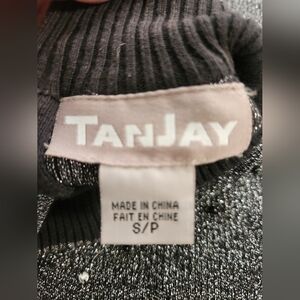 TANJAY
MADE IN CHINA
FAIT EN CHINE
S/P